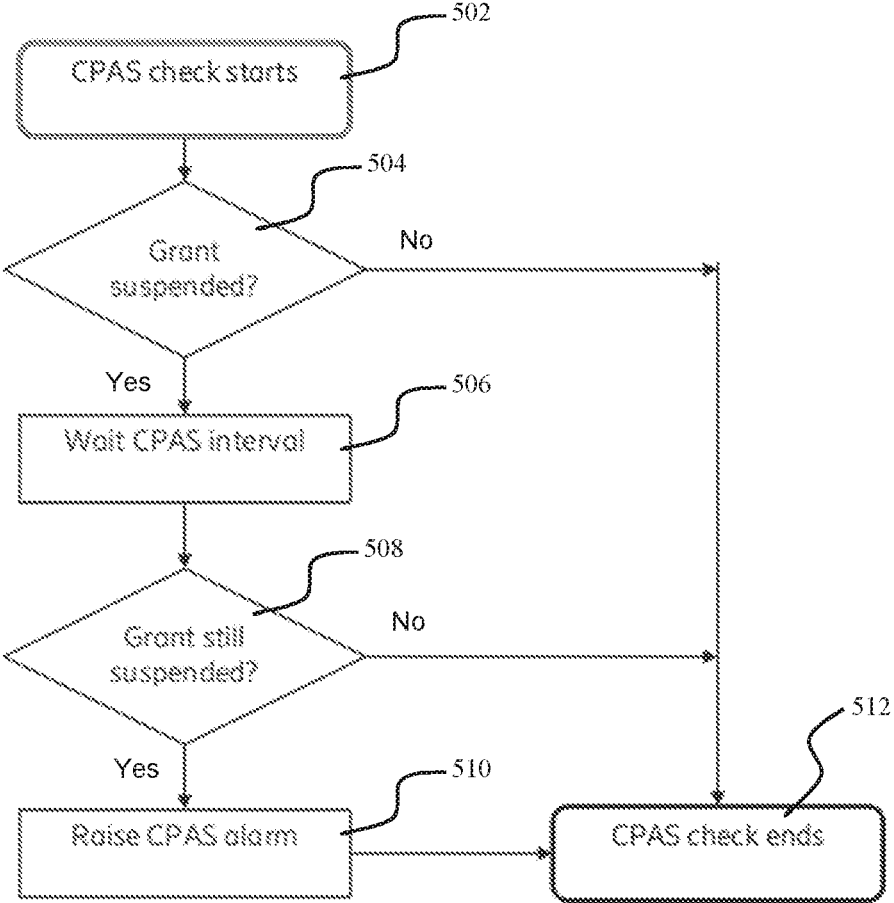 502
CPAS check starts
504
Grant
suspended?
No
Yes
506
Wait CPAS interval
508
Grant still
suspended?
No
512
Yes
510
Raise CPAS alarm
CPAS check ends